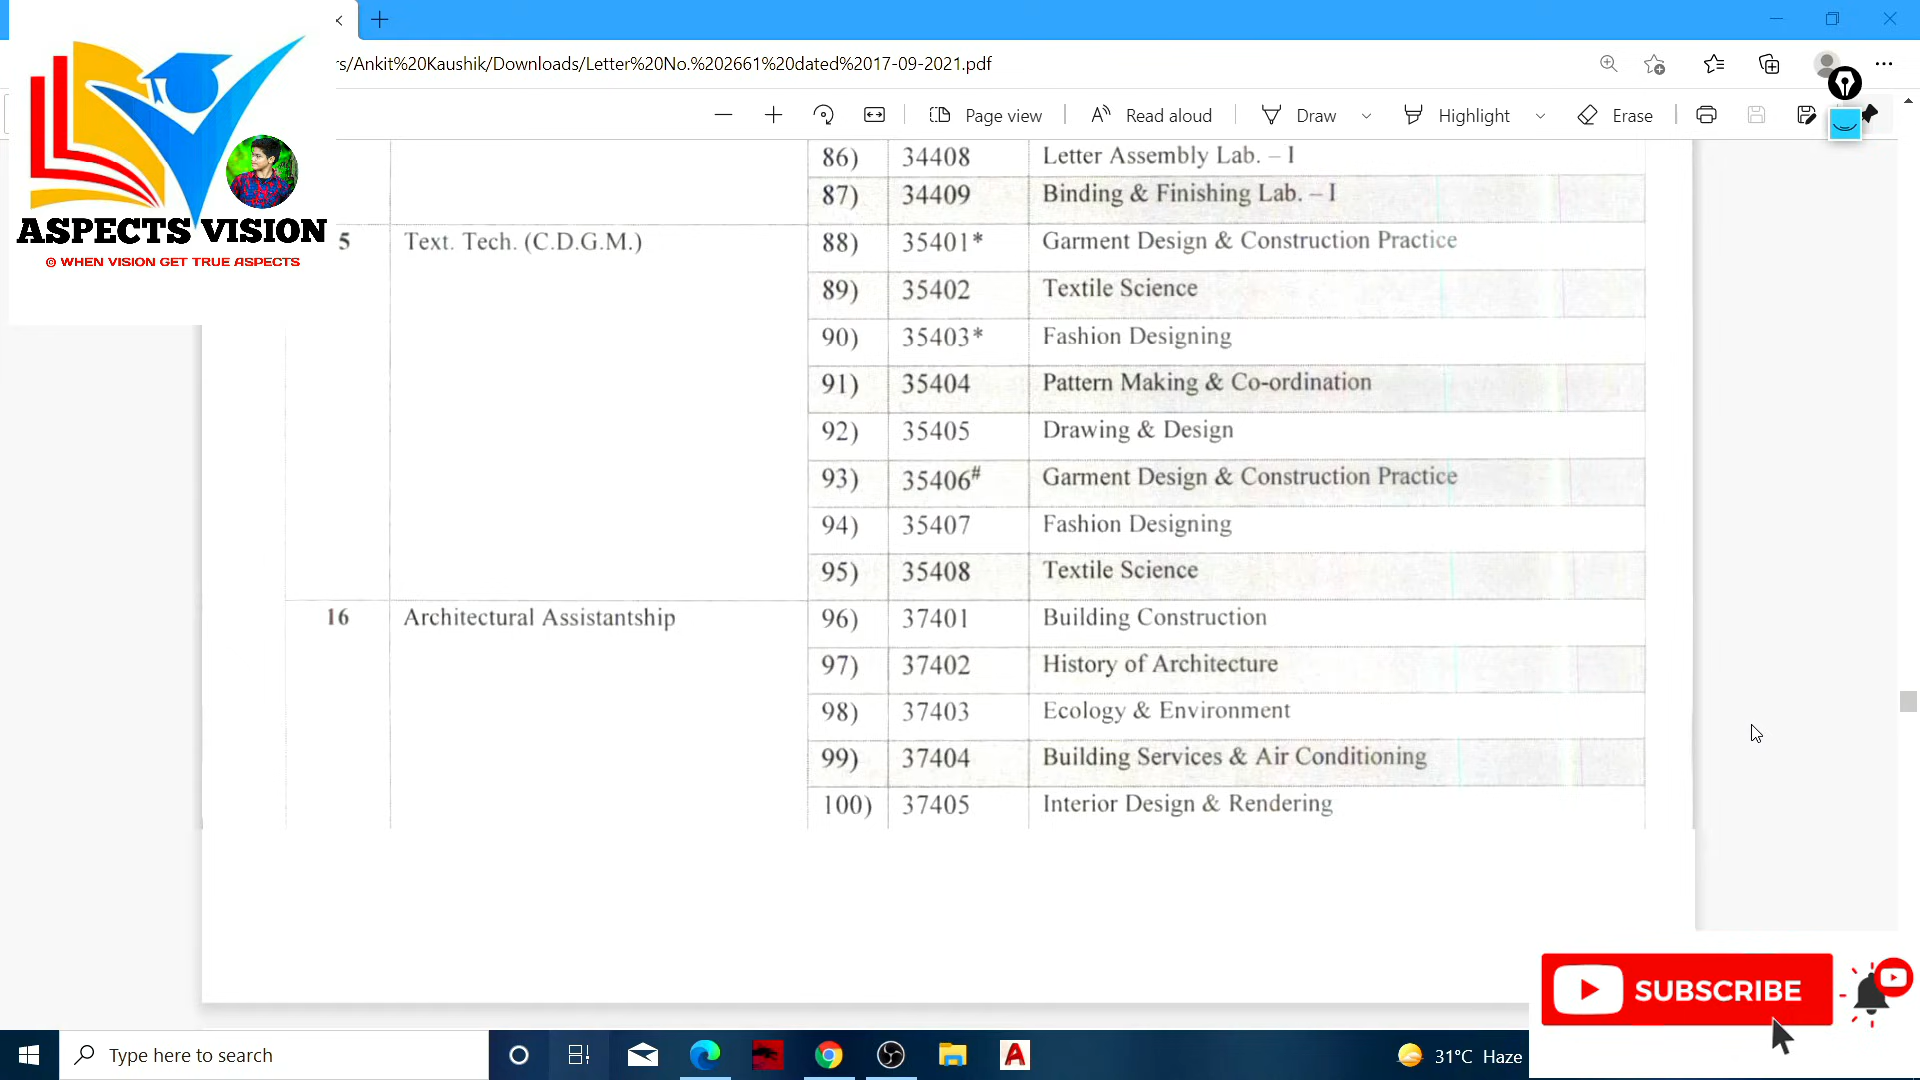 rs/Ankit%20Kaushik/Downloads/Letter%20No.%202661%20dated%2017-09-2021.pdf
Page view
Read aloud
Draw
Highlight
Erase
ASPECTS VISION
© WHEN VISION GET TRUE ASPECTS
86) 34408 Letter Assembly Lab. – I
87) 34409 Binding & Finishing Lab. – I
5 Text. Tech. (C.D.G.M.) 88) 35401* Garment Design & Construction Practice
89) 35402 Textile Science
90) 35403* Fashion Designing
91) 35404 Pattern Making & Co-ordination
92) 35405 Drawing & Design
93) 35406# Garment Design & Construction Practice
94) 35407 Fashion Designing
95) 35408 Textile Science
16 Architectural Assistantship 96) 37401 Building Construction
97) 37402 History of Architecture
98) 37403 Ecology & Environment
99) 37404 Building Services & Air Conditioning
100) 37405 Interior Design & Rendering
SUBSCRIBE
Type here to search
31°C Haze